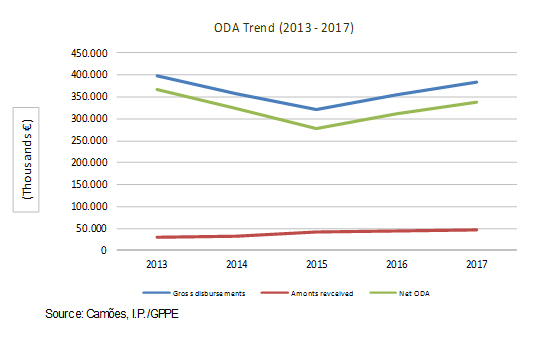 ODA Trend (2013 - 2017)
450.000
400.000
350.000
300.000
250.000
200.000
150.000
100.000
50.000
0
(Thousands €)
2013 2014 2015 2016 2017
Gross disbursements Amonts revceived Net ODA
Source: Camões, I.P./GPPE